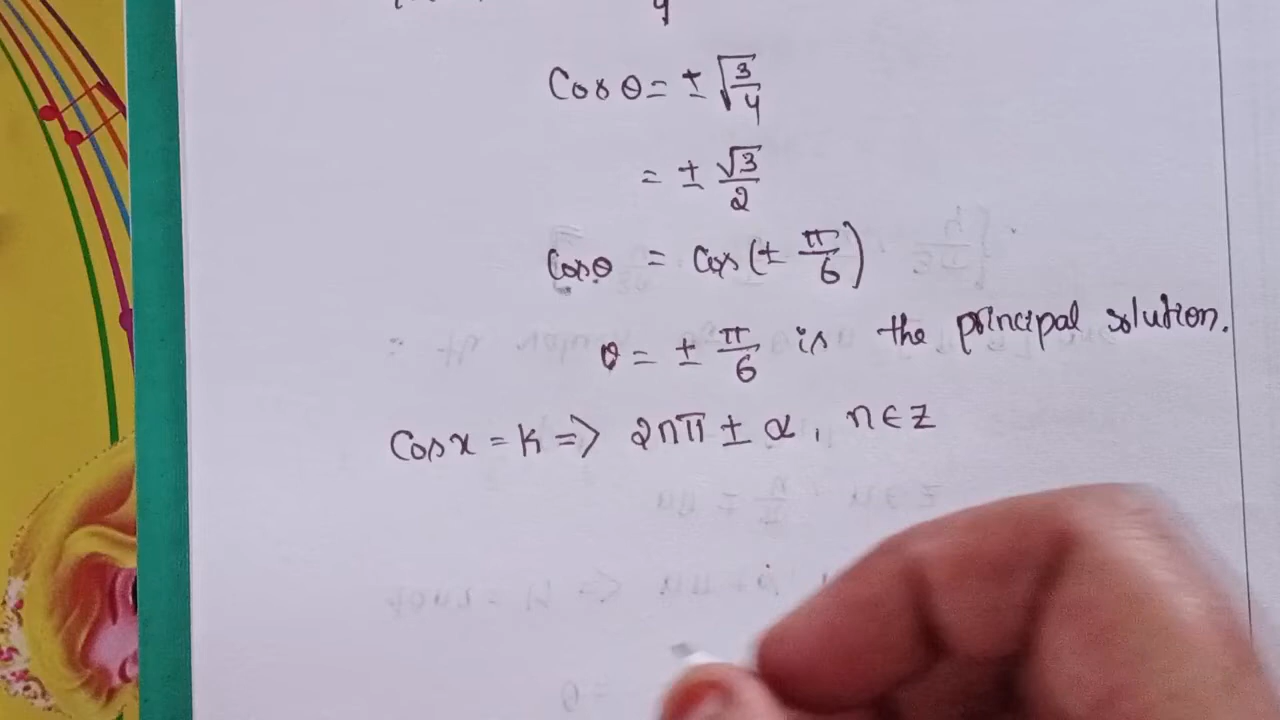 Cos θ = ± √3/4
= ± √3/2
Cos θ = Cos (± π/6)
θ = ± π/6 is the principal solution.
Cos x = K => 2nπ ± α, n ∈ Z